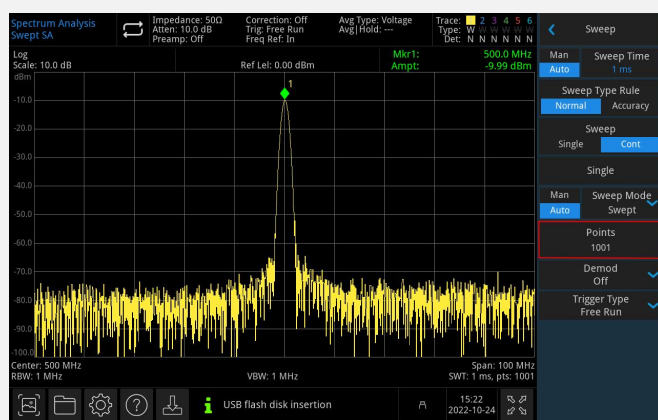 Spectrum Analysis
Swept SA
Impedance: 50Ω
Atten: 10.0 dB
Preamp: Off
Correction: Off
Trig: Free Run
Freq Ref: In
Avg Type: Voltage
Avg|Hold: ---
Trace: 2 3 4 5 6
Type: W W W W W W
Det: N N N N N N
Log
Scale: 10.0 dB
Ref Lel: 0.00 dBm
Mkr1: 500.0 MHz
Ampt: -9.99 dBm
dBm
1
-10.0
-20.0
-30.0
-40.0
-50.0
-60.0
-70.0
-80.0
-90.0
-100.0
Center: 500 MHz
Span: 100 MHz
RBW: 1 MHz
VBW: 1 MHz
SWT: 1 ms, pts: 1001
USB flash disk insertion
15:22
2022-10-24
Sweep
Man
Auto
Sweep Time
1 ms
Sweep Type Rule
Normal Accuracy
Sweep
Single Cont
Single
Man
Auto
Sweep Mode
Swept
Points
1001
Demod
Off
Trigger Type
Free Run